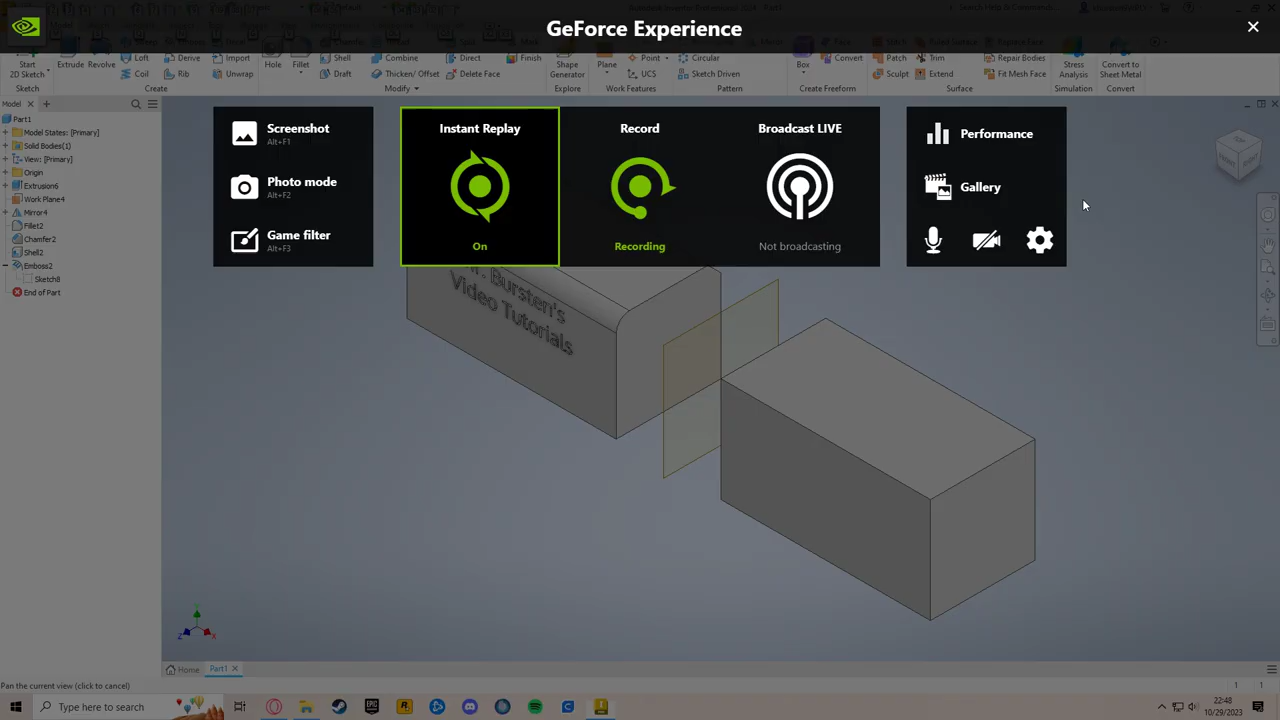 GeForce Experience
Loft
Derive
Import
Shell
Combine
Direct
Point
Circular
Convert
Patch
Trim
Repair Bodies
Start
2D Sketch
Extrude
Revolve
Coil
Rib
Unwrap
Hole
Fillet
Draft
Thicken/ Offset
Delete Face
Finish
Shape
Generator
Plane
UCS
Sketch Driven
Box
Sculpt
Extend
Fit Mesh Face
Stress
Analysis
Convert to
Sheet Metal
Sketch
Create
Modify
Explore
Work Features
Pattern
Create Freeform
Surface
Simulation
Convert
Model
Part1
Model States: [Primary]
Solid Bodies(1)
View: [Primary]
Origin
Extrusion6
Work Plane4
Mirror4
Fillet2
Chamfer2
Shell2
Emboss2
Sketch8
End of Part
Screenshot
Alt+F1
Photo mode
Alt+F2
Game filter
Alt+F3
Instant Replay
On
Record
Recording
Broadcast LIVE
Not broadcasting
Performance
Gallery
Bursten's
Video Tutorials
Y
Z
X
Home
Part1
Pan the current view (click to cancel)
1
1
Type here to search
22:48
10/29/2023